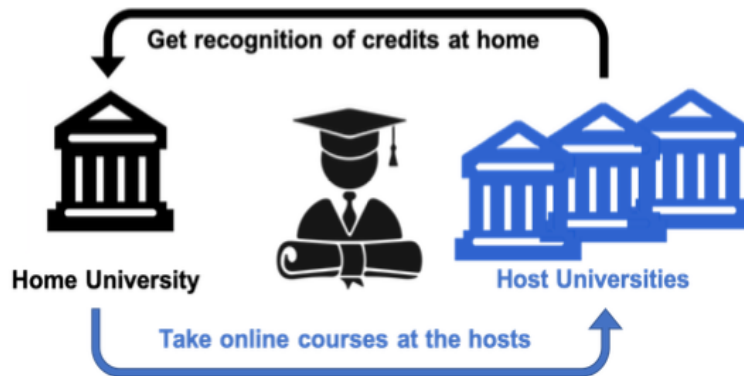 Get recognition of credits at home
Home University
Host Universities
Take online courses at the hosts